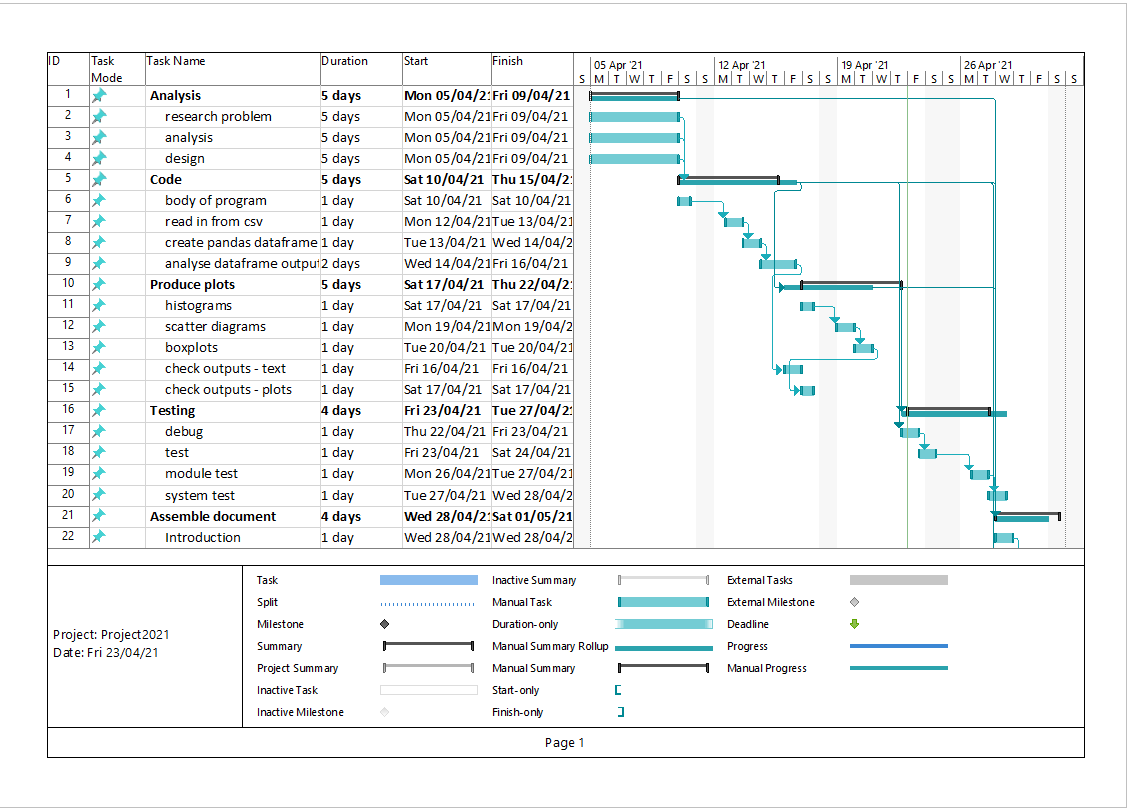 ID Task Mode Task Name Duration Start Finish
05 Apr '21 12 Apr '21 19 Apr '21 26 Apr '21
S M T W T F S S M T W T F S S M T W T F S S M T W T F S S
1 Analysis 5 days Mon 05/04/21 Fri 09/04/21
2 research problem 5 days Mon 05/04/21 Fri 09/04/21
3 analysis 5 days Mon 05/04/21 Fri 09/04/21
4 design 5 days Mon 05/04/21 Fri 09/04/21
5 Code 5 days Sat 10/04/21 Thu 15/04/2
6 body of program 1 day Sat 10/04/21 Sat 10/04/21
7 read in from csv 1 day Mon 12/04/21 Tue 13/04/21
8 create pandas dataframe 1 day Tue 13/04/21 Wed 14/04/2
9 analyse dataframe output 2 days Wed 14/04/21 Fri 16/04/21
10 Produce plots 5 days Sat 17/04/21 Thu 22/04/2
11 histograms 1 day Sat 17/04/21 Sat 17/04/21
12 scatter diagrams 1 day Mon 19/04/21 Mon 19/04/2
13 boxplots 1 day Tue 20/04/21 Tue 20/04/21
14 check outputs - text 1 day Fri 16/04/21 Fri 16/04/21
15 check outputs - plots 1 day Sat 17/04/21 Sat 17/04/21
16 Testing 4 days Fri 23/04/21 Tue 27/04/2
17 debug 1 day Thu 22/04/21 Fri 23/04/21
18 test 1 day Fri 23/04/21 Sat 24/04/21
19 module test 1 day Mon 26/04/21 Tue 27/04/21
20 system test 1 day Tue 27/04/21 Wed 28/04/2
21 Assemble document 4 days Wed 28/04/21 Sat 01/05/21
22 Introduction 1 day Wed 28/04/21 Wed 28/04/2
Project: Project2021
Date: Fri 23/04/21
Task Inactive Summary External Tasks
Split Manual Task External Milestone
Milestone Duration-only Deadline
Summary Manual Summary Rollup Progress
Project Summary Manual Summary Manual Progress
Inactive Task Start-only
Inactive Milestone Finish-only
Page 1